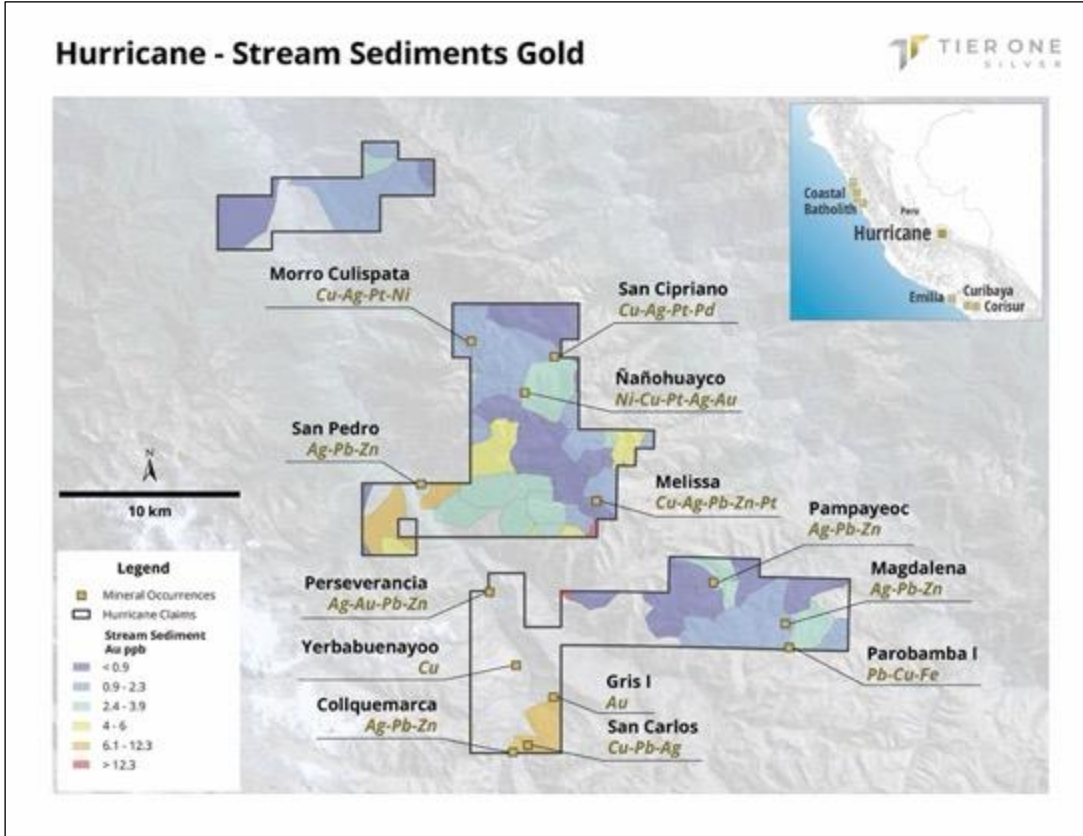 Hurricane - Stream Sediments Gold
TIER ONE
SILVER
Coastal
Batholith
Peru
Hurricane
Emilia
Curibaya
Corisur
Morro Culispata
Cu-Ag-Pt-Ni
San Cipriano
Cu-Ag-Pt-Pd
Ñañohuayco
Ni-Cu-Pt-Ag-Au
San Pedro
Ag-Pb-Zn
N
10 km
Melissa
Cu-Ag-Pb-Zn-Pt
Pampayeoc
Ag-Pb-Zn
Magdalena
Ag-Pb-Zn
Perseverancia
Ag-Au-Pb-Zn
Yerbabuenayoo
Cu
Parobamba I
Pb-Cu-Fe
Gris I
Au
Collquemarca
Ag-Pb-Zn
San Carlos
Cu-Pb-Ag
Legend
Mineral Occurrences
Hurricane Claims
Stream Sediment
Au ppb
< 0.9
0.9 - 2.3
2.4 - 3.9
4 - 6
6.1 - 12.3
> 12.3